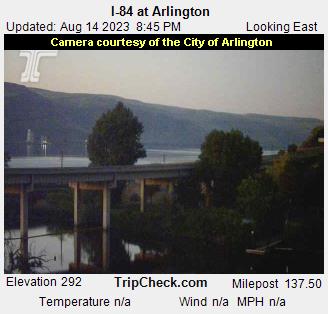 I-84 at Arlington
Updated: Aug 14 2023 8:45 PM Looking East
Camera courtesy of the City of Arlington
Elevation 292 TripCheck.com Milepost 137.50
Temperature n/a Wind n/a MPH n/a